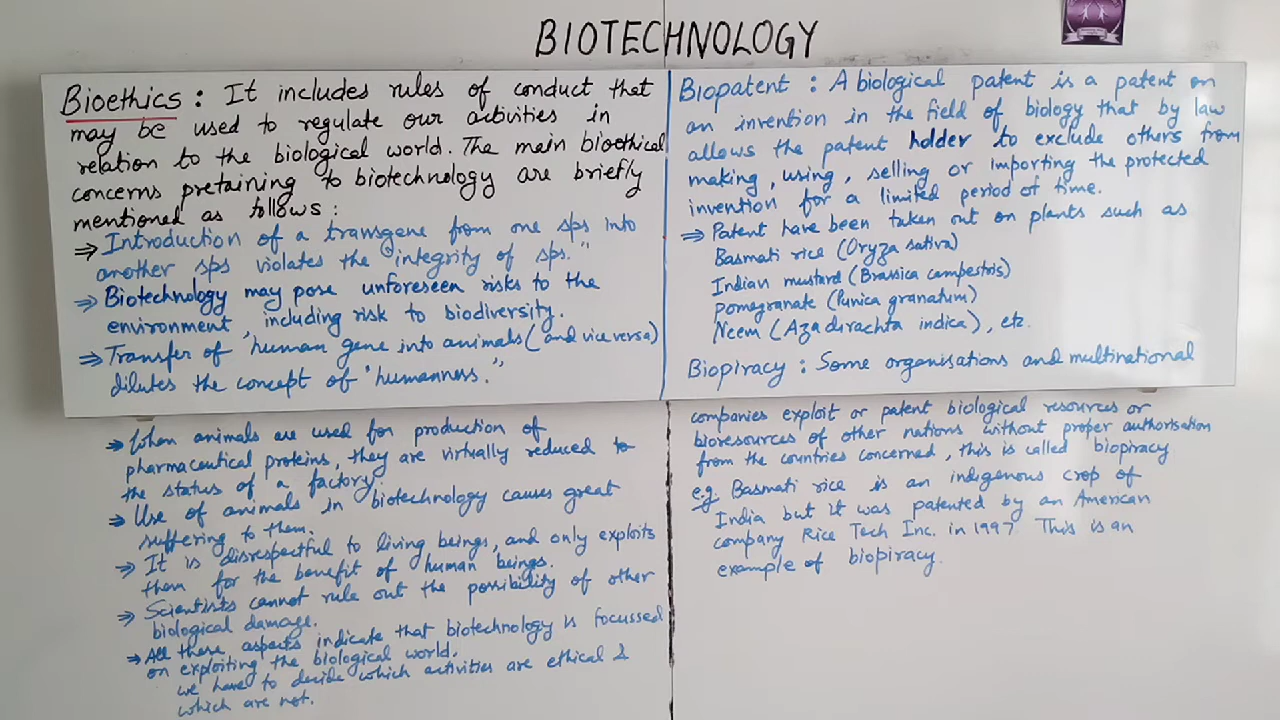 BIOTECHNOLOGY
Bioethics : It includes rules of conduct that
may be used to regulate our activities in
relation to the biological world. The main bioethical
concerns pretaining to biotechnology are briefly
mentioned as follows :
⇒ Introduction of a transgene from one sps into
another sps violates the "integrity of sps."
⇒ Biotechnology may pose unforeseen risks to the
environment, including risk to biodiversity.
⇒ Transfer of human gene into animals (and vice versa)
dilutes the concept of "humanness."
⇒ When animals are used for production of
pharmaceutical proteins, they are virtually reduced to
the status of a factory.
⇒ Use of animals in biotechnology causes great
suffering to them.
⇒ It is disrespectful to living beings, and only exploits
them for the benefit of human beings.
⇒ Scientists cannot rule out the possibility of other
biological damage.
⇒ All these aspects indicate that biotechnology is focussed
on exploiting the biological world.
we have to decide which activities are ethical &
which are not.
Biopatent : A biological patent is a patent on
an invention in the field of biology that by law
allows the patent holder to exclude others from
making, using, selling or importing the protected
invention for a limited period of time.
⇒ Patent have been taken out on plants such as
Basmati rice (Oryza sativa)
Indian mustard (Brassica campestris)
Pomegranate (Punica granatum)
Neem (Azadirachta indica), etc.
Biopiracy : Some organisations and multinational
companies exploit or patent biological resources or
bioresources of other nations without proper authorisation
from the countries concerned, this is called biopiracy
e.g. Basmati rice is an indigenous crop of
India but it was patented by an American
company Rice Tech Inc. in 1997. This is an
example of biopiracy.